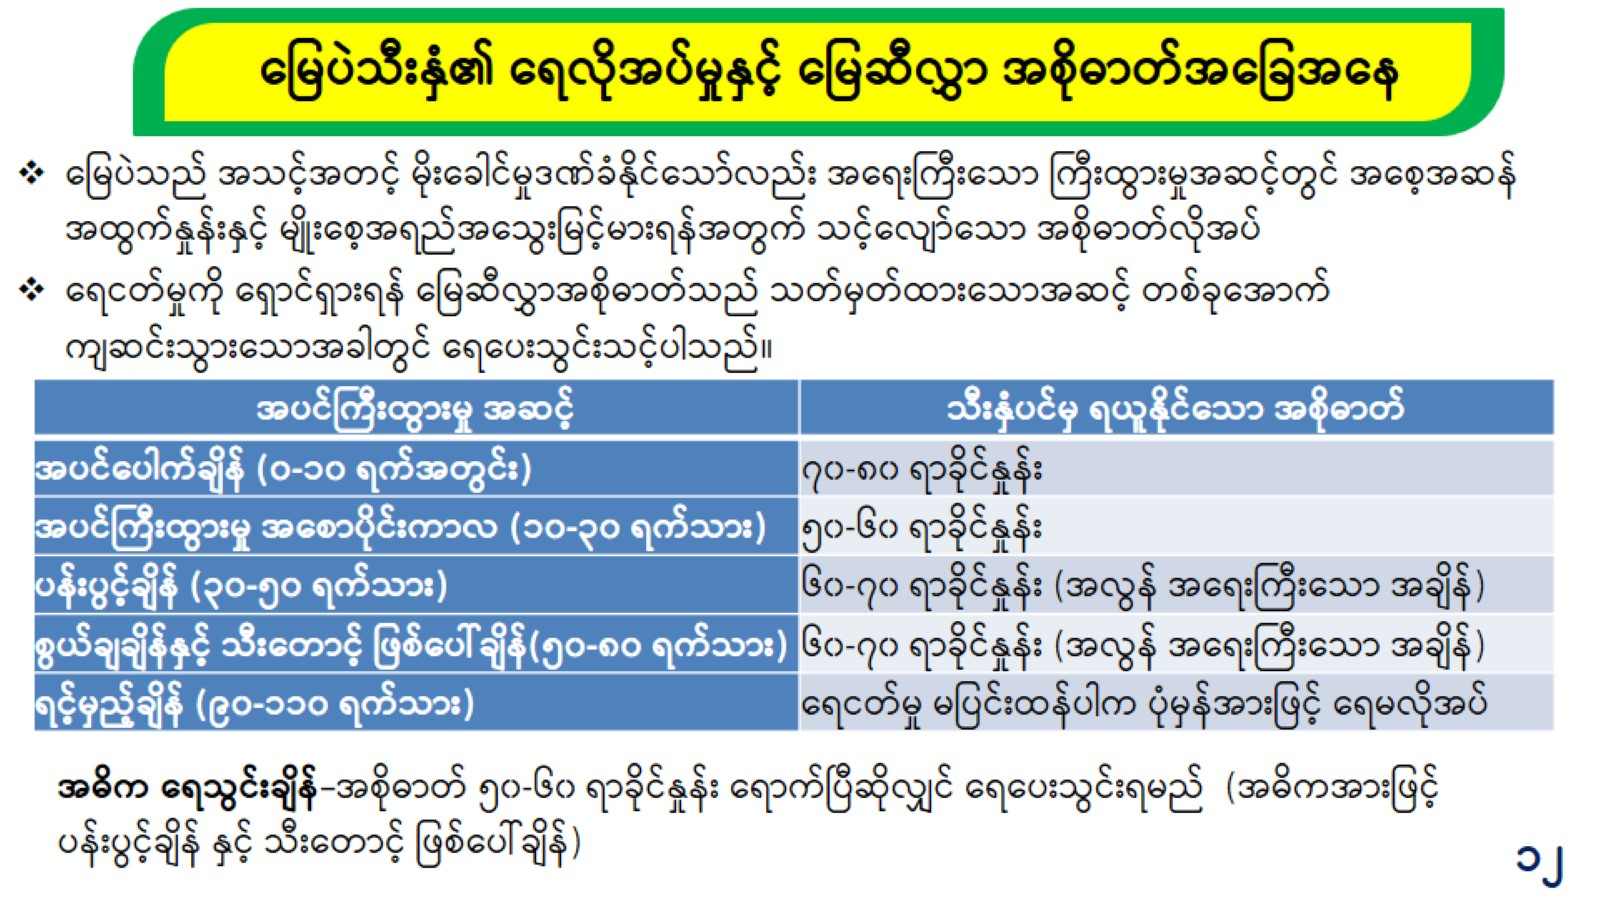 မြေပဲသီးနှံ၏ ရေလိုအပ်မှုနှင့် မြေဆီလွှာ အစိုဓာတ်အခြေအနေ
❖ မြေပဲသည် အသင့်အတင့် မိုးခေါင်မှုဒဏ်ခံနိုင်သော်လည်း အရေးကြီးသော ကြီးထွားမှုအဆင့်တွင် အစေ့အဆန်
အထွက်နှုန်းနှင့် မျိုးစေ့အရည်အသွေးမြင့်မားရန်အတွက် သင့်လျော်သော အစိုဓာတ်လိုအပ်
❖ ရေငတ်မှုကို ရှောင်ရှားရန် မြေဆီလွှာအစိုဓာတ်သည် သတ်မှတ်ထားသောအဆင့် တစ်ခုအောက်
ကျဆင်းသွားသောအခါတွင် ရေပေးသွင်းသင့်ပါသည်။
အပင်ကြီးထွားမှု အဆင့် သီးနှံပင်မှ ရယူနိုင်သော အစိုဓာတ်
အပင်ပေါက်ချိန် (၀-၁၀ ရက်အတွင်း) ၇၀-၈၀ ရာခိုင်နှုန်း
အပင်ကြီးထွားမှု အစောပိုင်းကာလ (၁၀-၃၀ ရက်သား) ၅၀-၆၀ ရာခိုင်နှုန်း
ပန်းပွင့်ချိန် (၃၀-၅၀ ရက်သား) ၆၀-၇၀ ရာခိုင်နှုန်း (အလွန် အရေးကြီးသော အချိန်)
စွယ်ချချိန်နှင့် သီးတောင့် ဖြစ်ပေါ်ချိန်(၅၀-၈၀ ရက်သား) ၆၀-၇၀ ရာခိုင်နှုန်း (အလွန် အရေးကြီးသော အချိန်)
ရင့်မှည့်ချိန် (၉၀-၁၁၀ ရက်သား) ရေငတ်မှု မပြင်းထန်ပါက ပုံမှန်အားဖြင့် ရေမလိုအပ်
အဓိက ရေသွင်းချိန်–အစိုဓာတ် ၅၀-၆၀ ရာခိုင်နှုန်း ရောက်ပြီဆိုလျှင် ရေပေးသွင်းရမည် (အဓိကအားဖြင့်
ပန်းပွင့်ချိန် နှင့် သီးတောင့် ဖြစ်ပေါ်ချိန်)
၁၂